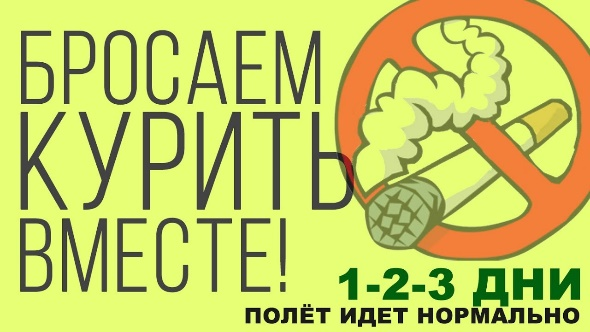 БРОСАЕМ
КУРИТЬ
ВМЕСТЕ!
1-2-3 ДНИ
ПОЛЁТ ИДЕТ НОРМАЛЬНО